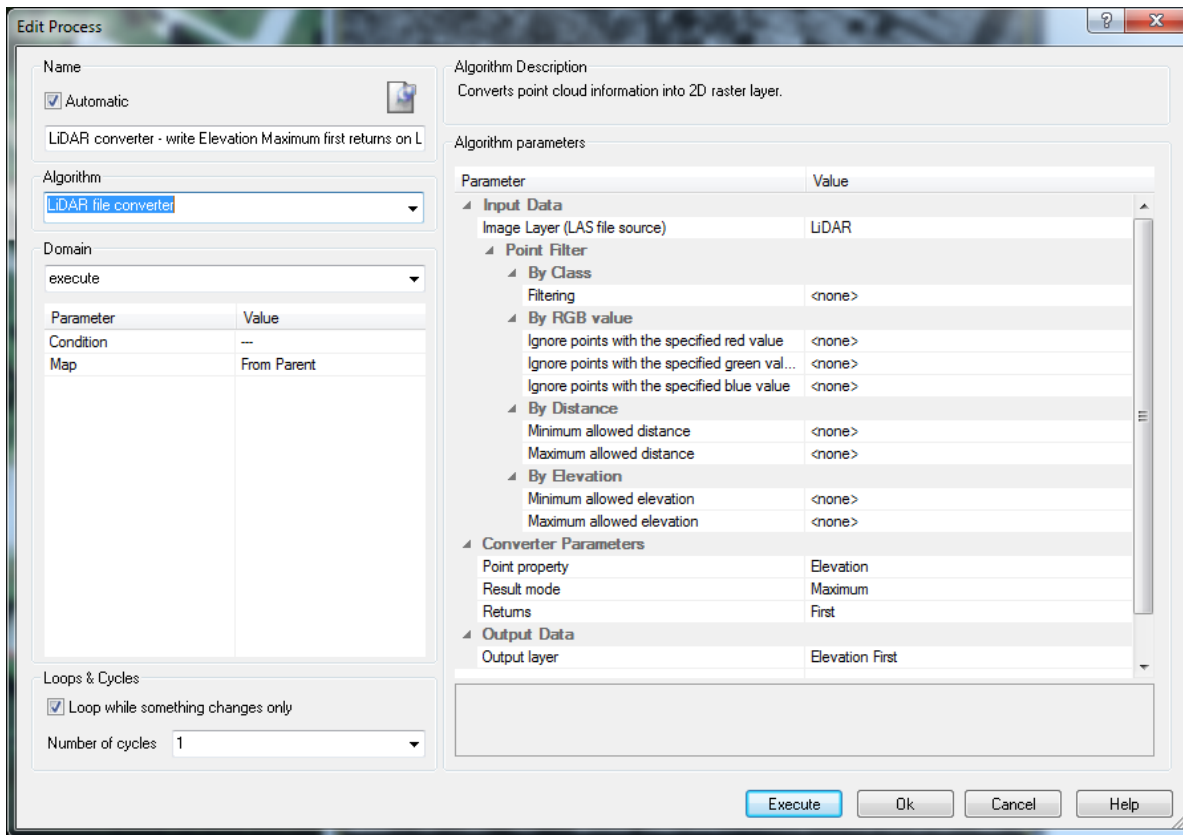 Edit Process
Name
Automatic
LiDAR converter - write Elevation Maximum first returns on L
Algorithm
LiDAR file converter
Domain
execute
Parameter Value
Condition ---
Map From Parent
Loops & Cycles
Loop while something changes only
Number of cycles 1
Algorithm Description
Converts point cloud information into 2D raster layer.
Algorithm parameters
Parameter Value
Input Data
Image Layer (LAS file source) LiDAR
Point Filter
By Class
Filtering <none>
By RGB value
Ignore points with the specified red value <none>
Ignore points with the specified green val... <none>
Ignore points with the specified blue value <none>
By Distance
Minimum allowed distance <none>
Maximum allowed distance <none>
By Elevation
Minimum allowed elevation <none>
Maximum allowed elevation <none>
Converter Parameters
Point property Elevation
Result mode Maximum
Returns First
Output Data
Output layer Elevation First
Execute Ok Cancel Help